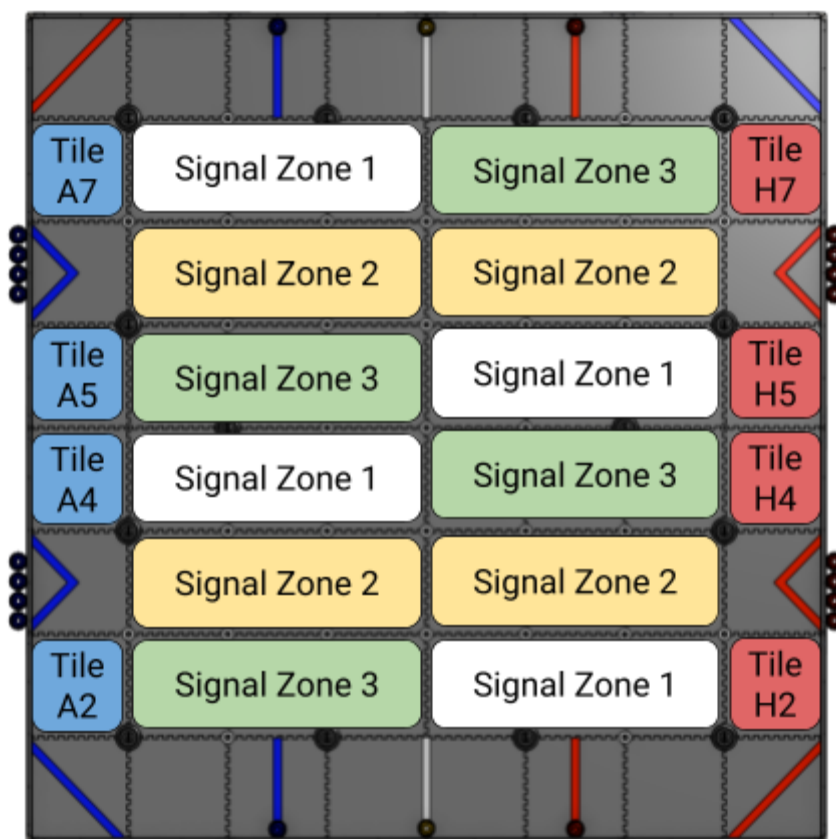 Tile
A7
Signal Zone 1
Signal Zone 3
Tile
H7
Signal Zone 2
Signal Zone 2
Tile
A5
Signal Zone 3
Signal Zone 1
Tile
H5
Tile
A4
Signal Zone 1
Signal Zone 3
Tile
H4
Signal Zone 2
Signal Zone 2
Tile
A2
Signal Zone 3
Signal Zone 1
Tile
H2